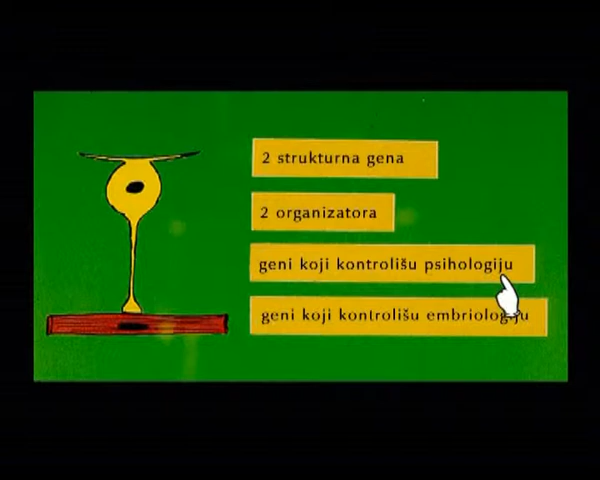 2 strukturna gena
2 organizatora
geni koji kontrolišu psihologiju
geni koji kontrolišu embriologiju